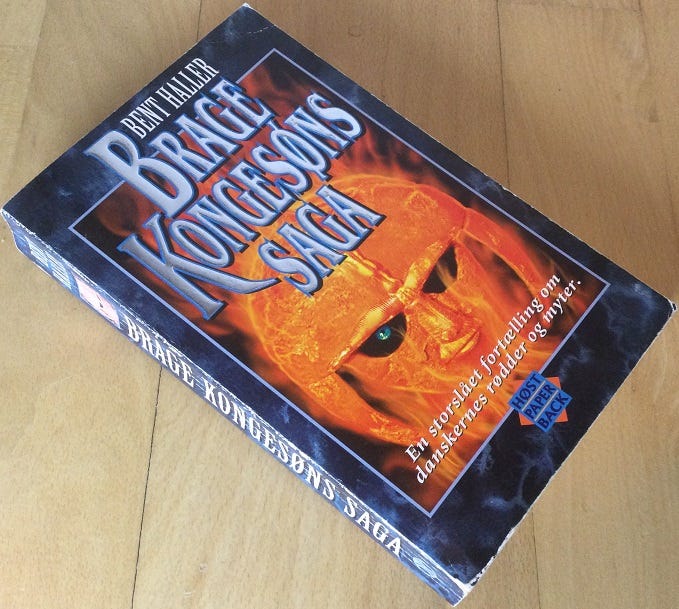 BENT HALLER
BRAGE
KONGESØNS
SAGA
En storslået fortælling om
danskernes rødder og myter.
HØST
PAPER
BACK
BRAGE KONGESØNS SAGA